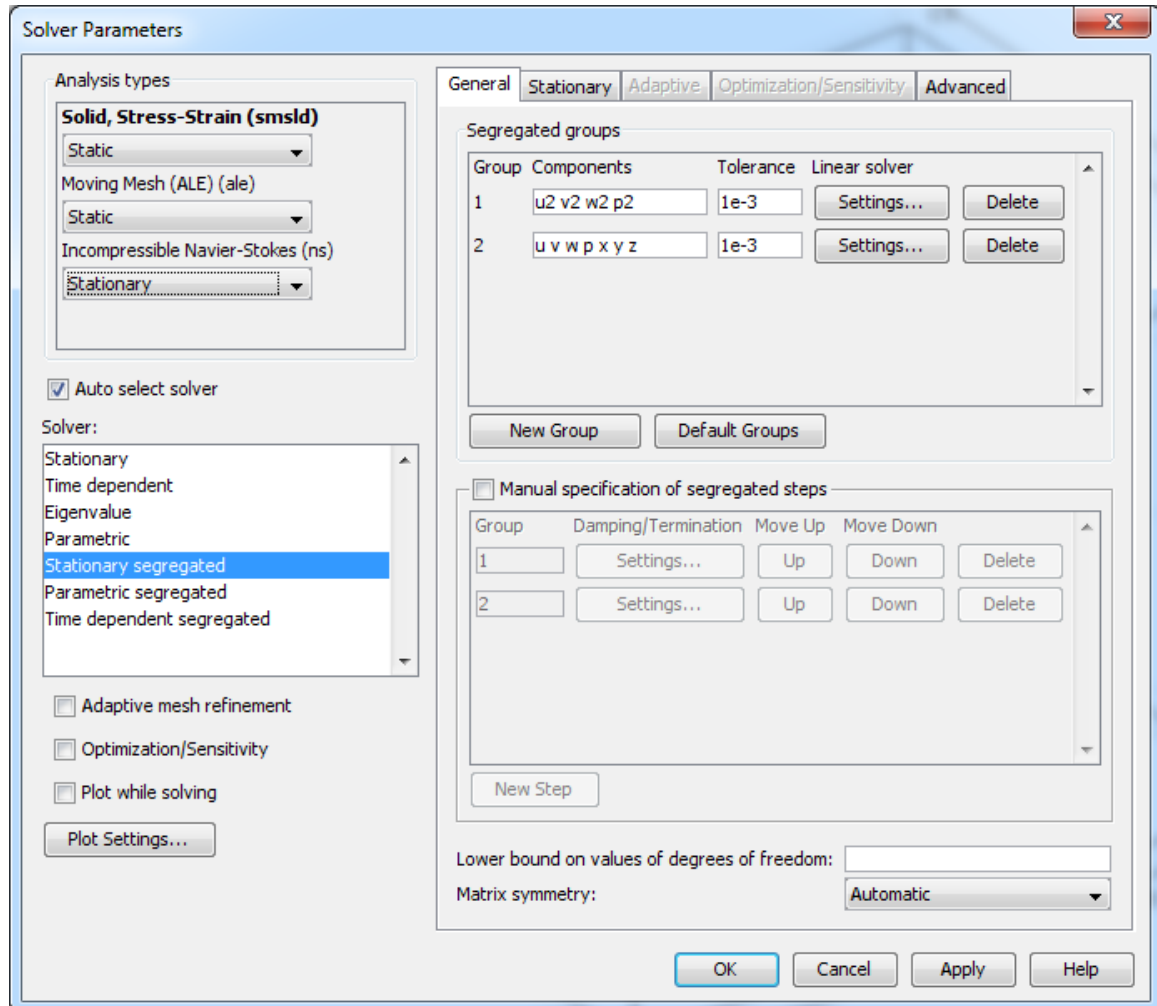 Solver Parameters
Analysis types
Solid, Stress-Strain (smsld)
Static
Moving Mesh (ALE) (ale)
Static
Incompressible Navier-Stokes (ns)
Stationary
Auto select solver
Solver:
Stationary
Time dependent
Eigenvalue
Parametric
Stationary segregated
Parametric segregated
Time dependent segregated
Adaptive mesh refinement
Optimization/Sensitivity
Plot while solving
Plot Settings...
General Stationary Adaptive Optimization/Sensitivity Advanced
Segregated groups
Group Components Tolerance Linear solver
1 u2 v2 w2 p2 1e-3 Settings... Delete
2 u v w p x y z 1e-3 Settings... Delete
New Group Default Groups
Manual specification of segregated steps
Group Damping/Termination Move Up Move Down
1 Settings... Up Down Delete
2 Settings... Up Down Delete
New Step
Lower bound on values of degrees of freedom:
Matrix symmetry: Automatic
OK Cancel Apply Help